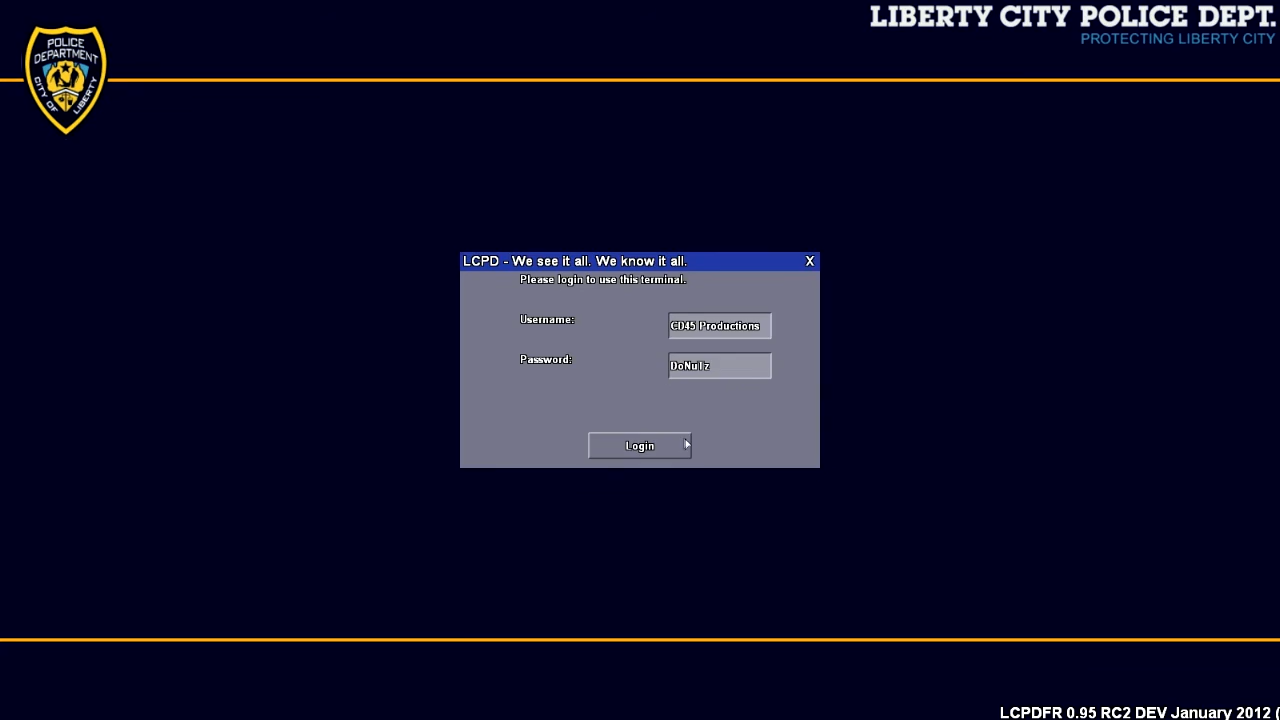 LIBERTY CITY POLICE DEPT.
PROTECTING LIBERTY CITY
POLICE
DEPARTMENT
CITY OF LIBERTY
LCPD - We see it all. We know it all. X
Please login to use this terminal.
Username: CD45 Productions
Password: DoNu1z
Login
LCPDFR 0.95 RC2 DEV January 2012 (